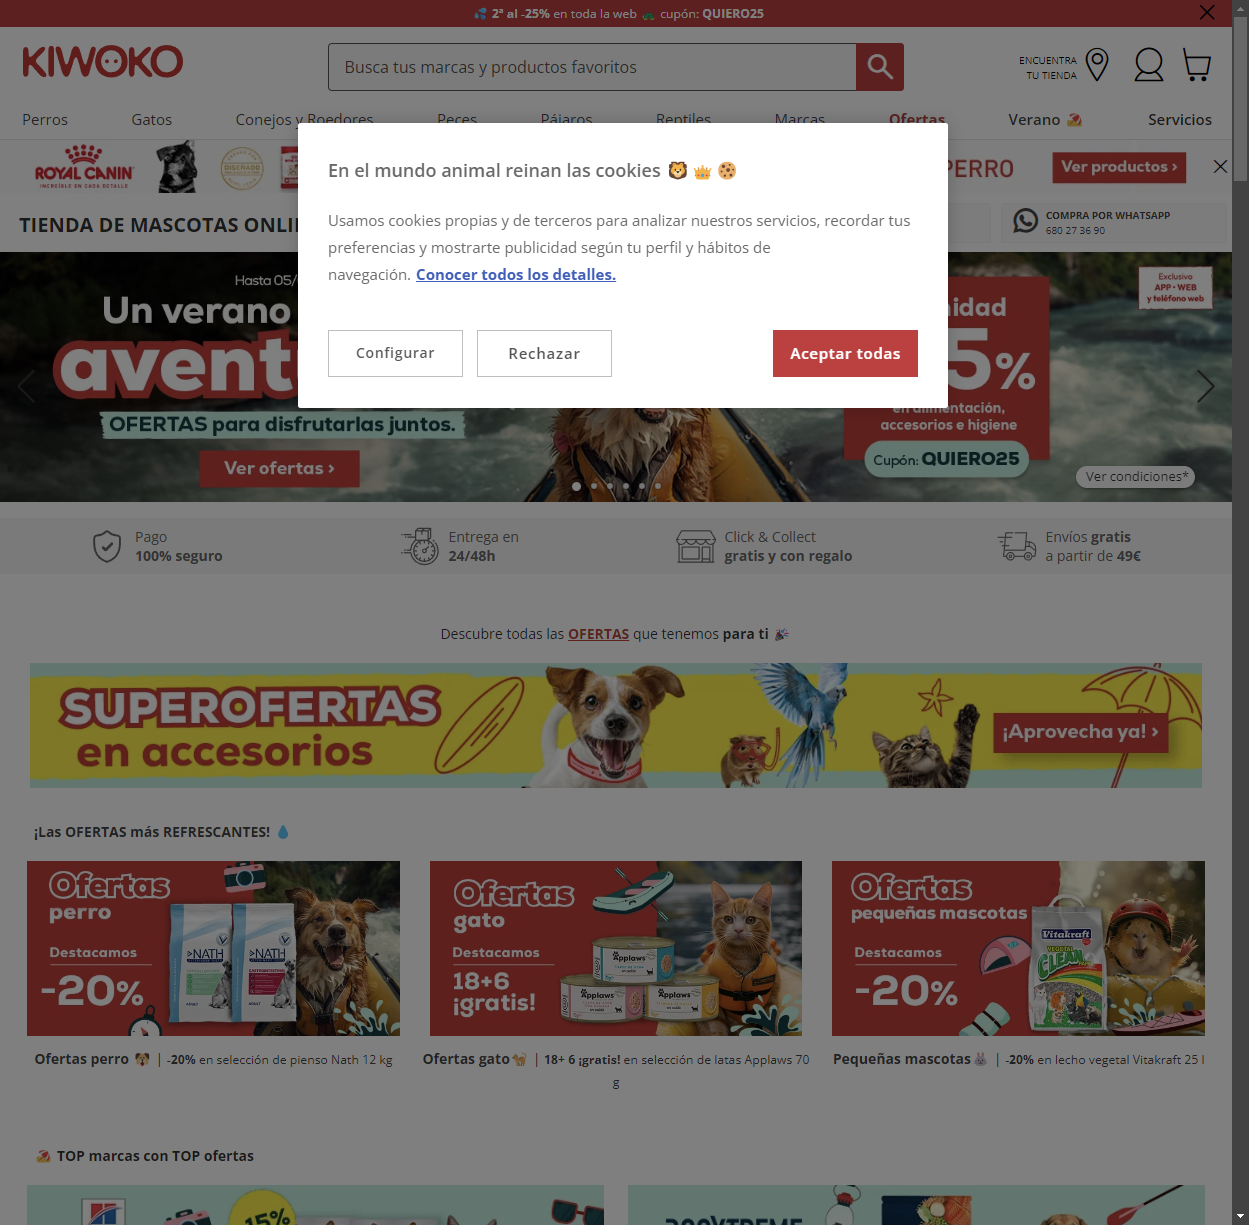 2ª al -25% en toda la web cupón: QUIERO25
KIWOKO
Busca tus marcas y productos favoritos
ENCUENTRA
TU TIENDA
Perros Gatos Conejos y Roedores Peces Pájaros Reptiles Marcas Ofertas Verano Servicios
ROYAL CANIN
INCREÍBLE EN CADA DETALLE
DISEÑADO
PERRO
Ver productos ›
TIENDA DE MASCOTAS ONLI
COMPRA POR WHATSAPP
680 27 36 90
En el mundo animal reinan las cookies
Usamos cookies propias y de terceros para analizar nuestros servicios, recordar tus
preferencias y mostrarte publicidad según tu perfil y hábitos de
navegación. Conocer todos los detalles.
Configurar
Rechazar
Aceptar todas
Hasta 05/
Un verano
avent
OFERTAS para disfrutarlas juntos.
Ver ofertas ›
nidad
5%
en alimentación,
accesorios e higiene
Cupón: QUIERO25
Exclusivo
APP · WEB
y teléfono web
Ver condiciones*
Pago
100% seguro
Entrega en
24/48h
Click & Collect
gratis y con regalo
Envíos gratis
a partir de 49€
Descubre todas las OFERTAS que tenemos para ti
SUPEROFERTAS
en accesorios
¡Aprovecha ya! ›
¡Las OFERTAS más REFRESCANTES!
Ofertas
perro
Destacamos
-20%
NATH
NATH
Ofertas
gato
Destacamos
18+6
¡gratis!
Applaws
Applaws
Applaws
Ofertas
pequeñas mascotas
Destacamos
-20%
Vitakraft
VEGETAL
CLEAN
Ofertas perro | -20% en selección de pienso Nath 12 kg
Ofertas gato | 18+ 6 ¡gratis! en selección de latas Applaws 70
g
Pequeñas mascotas | -20% en lecho vegetal Vitakraft 25 l
TOP marcas con TOP ofertas
Hill's
15%